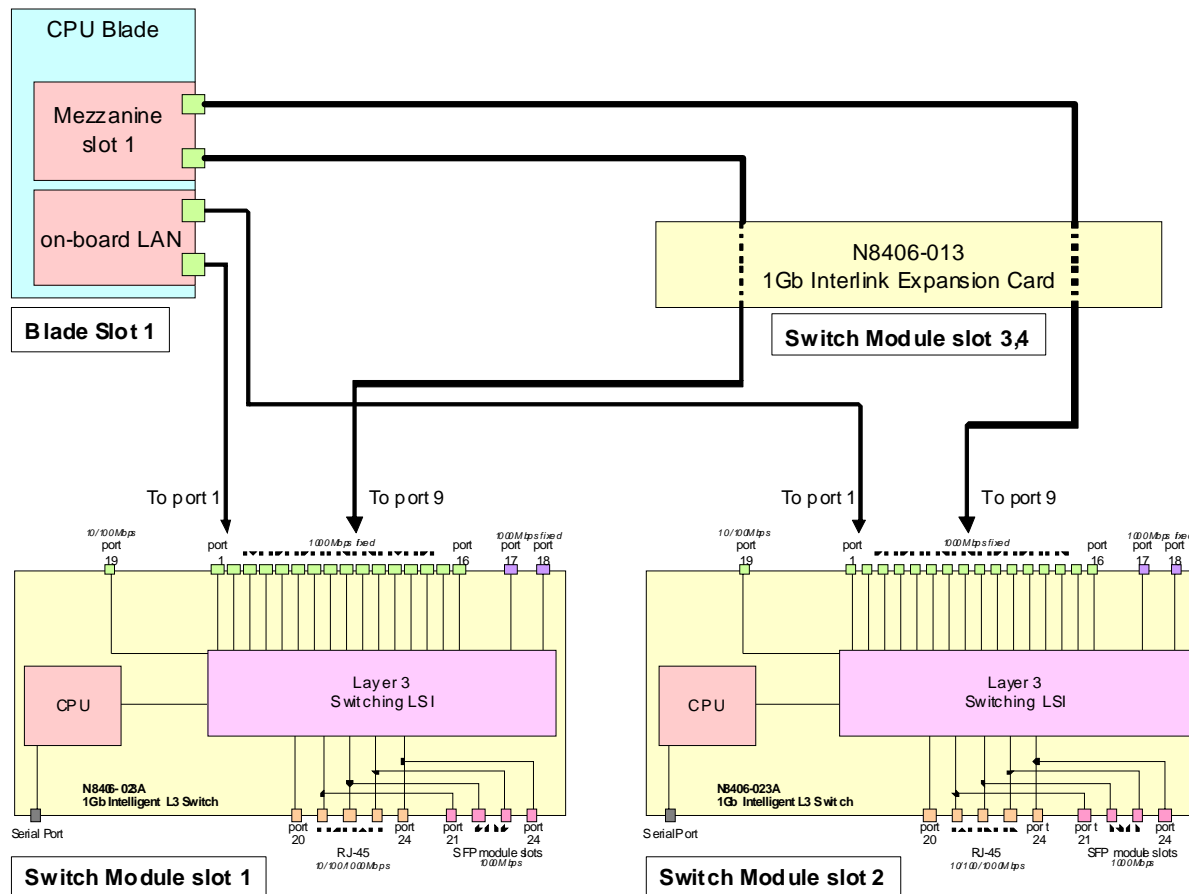 CPU Blade
Mezzanine
slot 1
on-board LAN
Blade Slot 1
N8406-013
1Gb Interlink Expansion Card
Switch Module slot 3,4
To port 1
To port 9
To port 1
To port 9
10/100Mbps
port
19
port
1
1000Mbps fixed
port
16
1000Mbps fixed
port
17
port
18
CPU
Layer 3
Switching LSI
N8406-023A
1Gb Intelligent L3 Switch
Serial Port
port
20
RJ-45
10/100/1000Mbps
port
24
port
21
SFP module slots
1000Mbps
port
24
Switch Module slot 1
10/100Mbps
port
19
port
1
1000Mbps fixed
port
16
1000Mbps fixed
port
17
port
18
CPU
Layer 3
Switching LSI
N8406-023A
1Gb Intelligent L3 Switch
Serial Port
port
20
RJ-45
10/100/1000Mbps
port
24
port
21
SFP module slots
1000Mbps
port
24
Switch Module slot 2